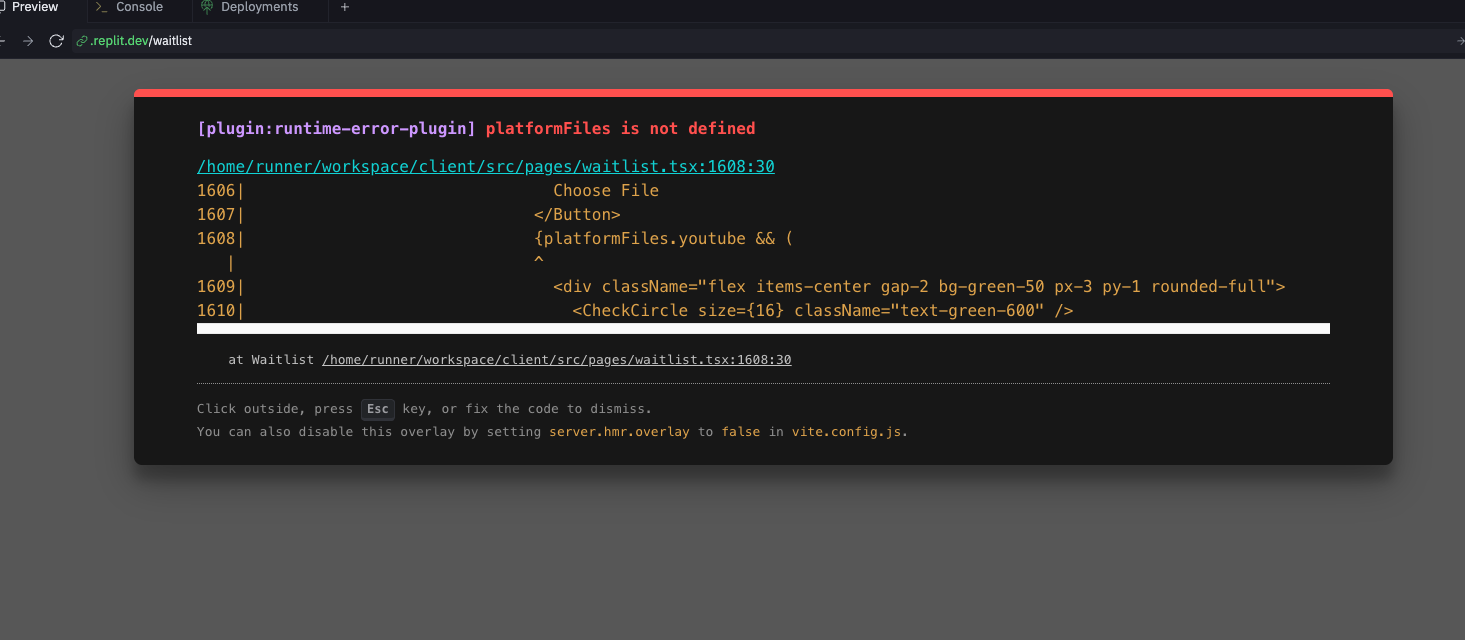 Preview >_ Console Deployments +
.replit.dev/waitlist
[plugin:runtime-error-plugin] platformFiles is not defined
/home/runner/workspace/client/src/pages/waitlist.tsx:1608:30
1606| Choose File
1607| </Button>
1608| {platformFiles.youtube && (
| ^
1609| <div className="flex items-center gap-2 bg-green-50 px-3 py-1 rounded-full">
1610| <CheckCircle size={16} className="text-green-600" />
at Waitlist /home/runner/workspace/client/src/pages/waitlist.tsx:1608:30
Click outside, press Esc key, or fix the code to dismiss.
You can also disable this overlay by setting server.hmr.overlay to false in vite.config.js.